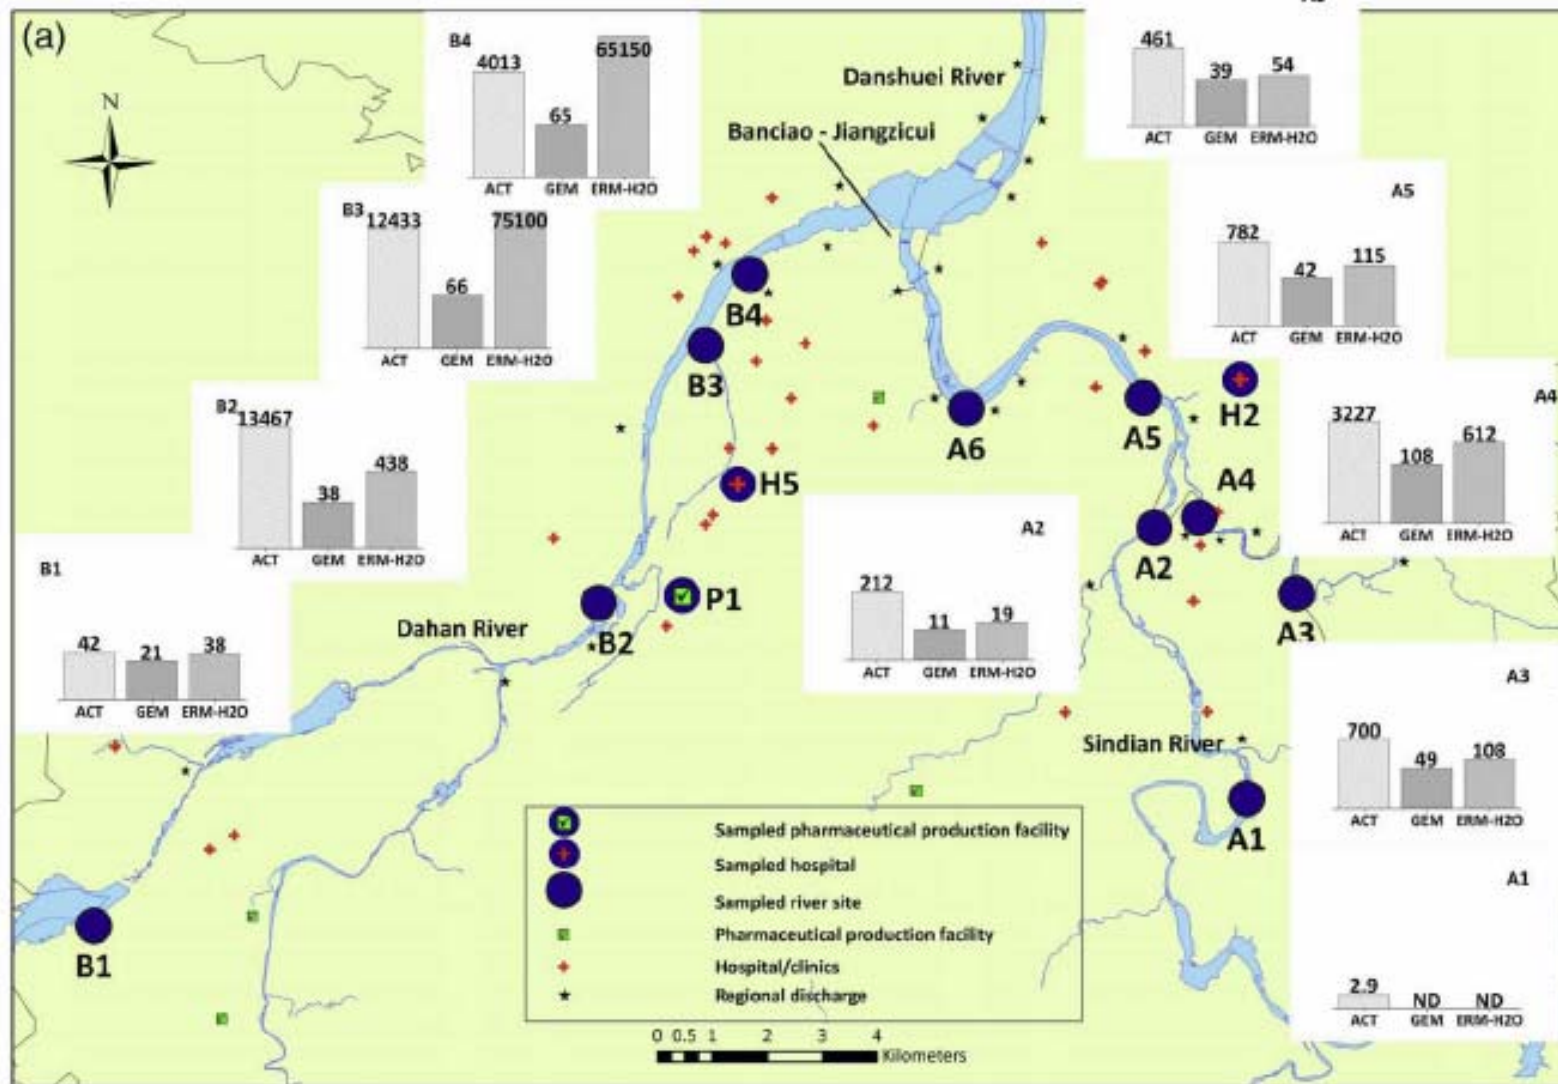 (a)
N
B4
4013
65
65150
ACT GEM ERM-H2O
B3
12433
66
75100
ACT GEM ERM-H2O
B2
13467
38
438
ACT GEM ERM-H2O
B1
42
21
38
ACT GEM ERM-H2O
Danshuei River
Banciao - Jiangzicui
461
39
54
ACT GEM ERM-H2O
A5
782
42
115
ACT GEM ERM-H2O
A4
3227
108
612
ACT GEM ERM-H2O
A2
212
11
19
ACT GEM ERM-H2O
A3
700
49
108
ACT GEM ERM-H2O
A1
2.9
ND
ND
ACT GEM ERM-H2O
B4
B3
H5
P1
B2
B1
Dahan River
A6
A5
H2
A4
A2
A3
A1
Sindian River
Sampled pharmaceutical production facility
Sampled hospital
Sampled river site
Pharmaceutical production facility
Hospital/clinics
Regional discharge
0 0.5 1 2 3 4
Kilometers